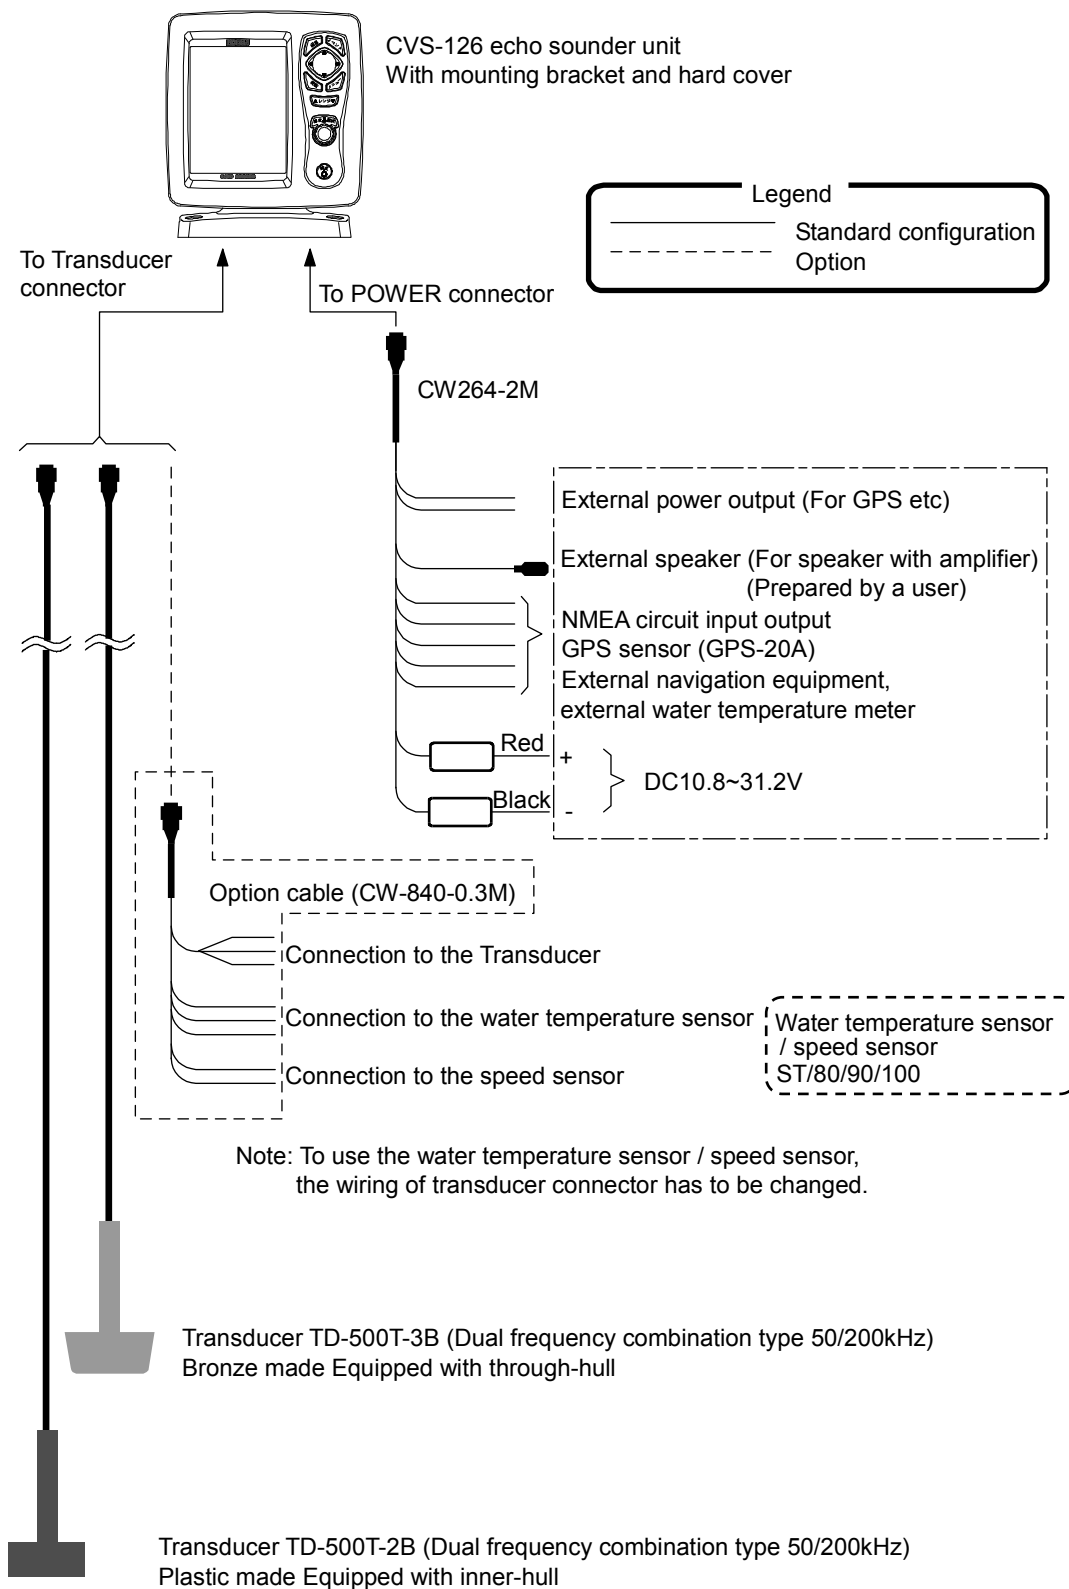 CVS-126 echo sounder unit
With mounting bracket and hard cover
Legend
Standard configuration
Option
To Transducer
connector
To POWER connector
CW264-2M
External power output (For GPS etc)
External speaker (For speaker with amplifier)
(Prepared by a user)
NMEA circuit input output
GPS sensor (GPS-20A)
External navigation equipment,
external water temperature meter
Red
+
DC10.8~31.2V
Black
-
Option cable (CW-840-0.3M)
Connection to the Transducer
Connection to the water temperature sensor
Water temperature sensor
/ speed sensor
ST/80/90/100
Connection to the speed sensor
Note: To use the water temperature sensor / speed sensor,
the wiring of transducer connector has to be changed.
Transducer TD-500T-3B (Dual frequency combination type 50/200kHz)
Bronze made Equipped with through-hull
Transducer TD-500T-2B (Dual frequency combination type 50/200kHz)
Plastic made Equipped with inner-hull